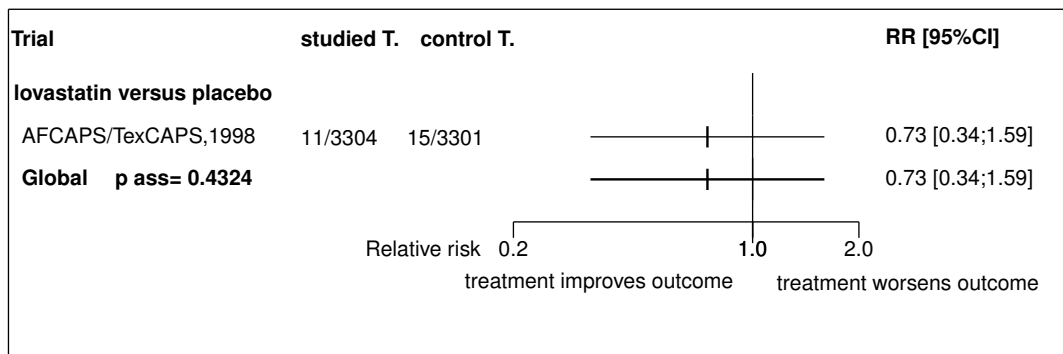 Trial studied T. control T. RR [95%CI]
lovastatin versus placebo
AFCAPS/TexCAPS,1998 11/3304 15/3301 0.73 [0.34;1.59]
Global p ass= 0.4324 0.73 [0.34;1.59]
Relative risk 0.2 1.0 2.0
treatment improves outcome treatment worsens outcome